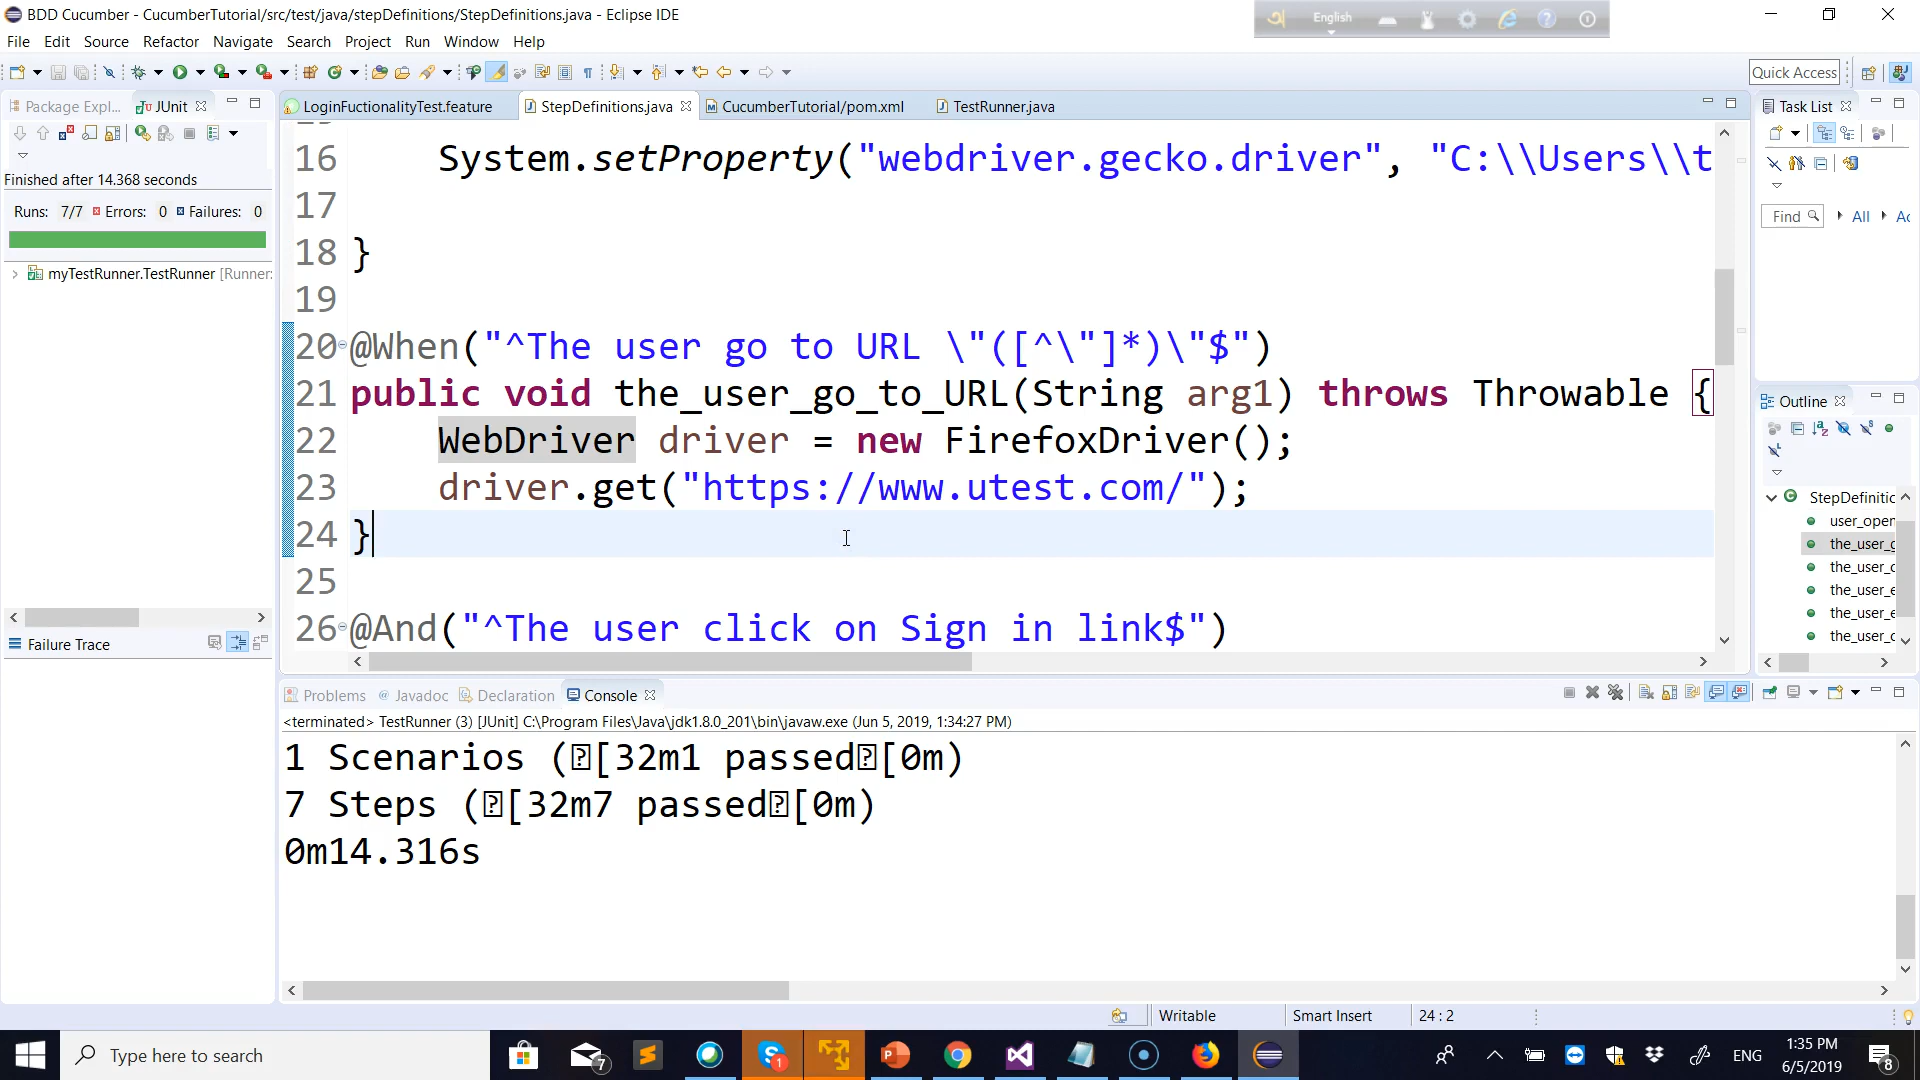 BDD Cucumber - CucumberTutorial/src/test/java/stepDefinitions/StepDefinitions.java - Eclipse IDE
English
File Edit Source Refactor Navigate Search Project Run Window Help
Quick Access
Package Expl... JUnit
LoginFuctionalityTest.feature StepDefinitions.java CucumberTutorial/pom.xml TestRunner.java
Task List
Finished after 14.368 seconds
Runs: 7/7 Errors: 0 Failures: 0
myTestRunner.TestRunner [Runner:
Find All Ac
16 System.setProperty("webdriver.gecko.driver", "C:\\Users\\t
17
18 }
19
20 @When("^The user go to URL \"([^\"]*)\"$")
21 public void the_user_go_to_URL(String arg1) throws Throwable {
22 WebDriver driver = new FirefoxDriver();
23 driver.get("https://www.utest.com/");
24 }
25
26 @And("^The user click on Sign in link$")
Outline
StepDefinitic
user_open
the_user_g
the_user_c
the_user_e
the_user_e
the_user_c
Failure Trace
Problems Javadoc Declaration Console
<terminated> TestRunner (3) [JUnit] C:\Program Files\Java\jdk1.8.0_201\bin\javaw.exe (Jun 5, 2019, 1:34:27 PM)
1 Scenarios (�[32m1 passed�[0m)
7 Steps (�[32m7 passed�[0m)
0m14.316s
Writable Smart Insert 24 : 2
Type here to search
7
1
ENG
1:35 PM
6/5/2019
8